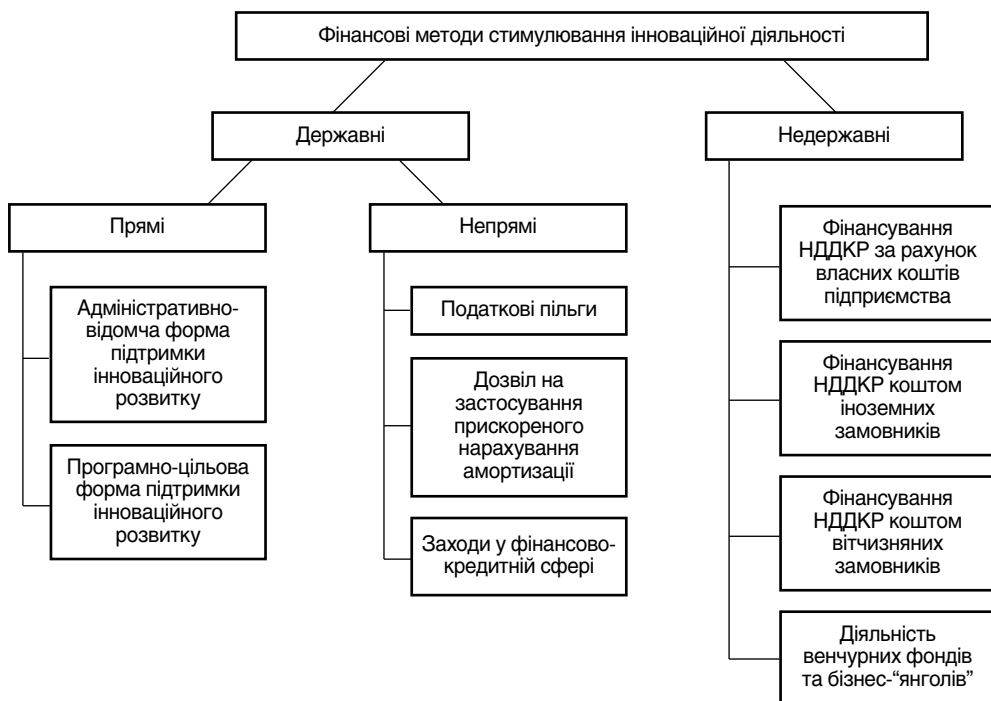 Фінансові методи стимулювання інноваційної діяльності
Державні
Недержавні
Прямі
Непрямі
Адміністративно-
відомча форма
підтримки
інноваційного
розвитку
Програмно-цільова
форма підтримки
інноваційного
розвитку
Податкові пільги
Дозвіл на
застосування
прискореного
нарахування
амортизації
Заходи у фінансово-
кредитній сфері
Фінансування
НДДКР за рахунок
власних коштів
підприємства
Фінансування
НДДКР коштом
іноземних
замовників
Фінансування
НДДКР коштом
вітчизняних
замовників
Діяльність
венчурних фондів
та бізнес-“янголів”